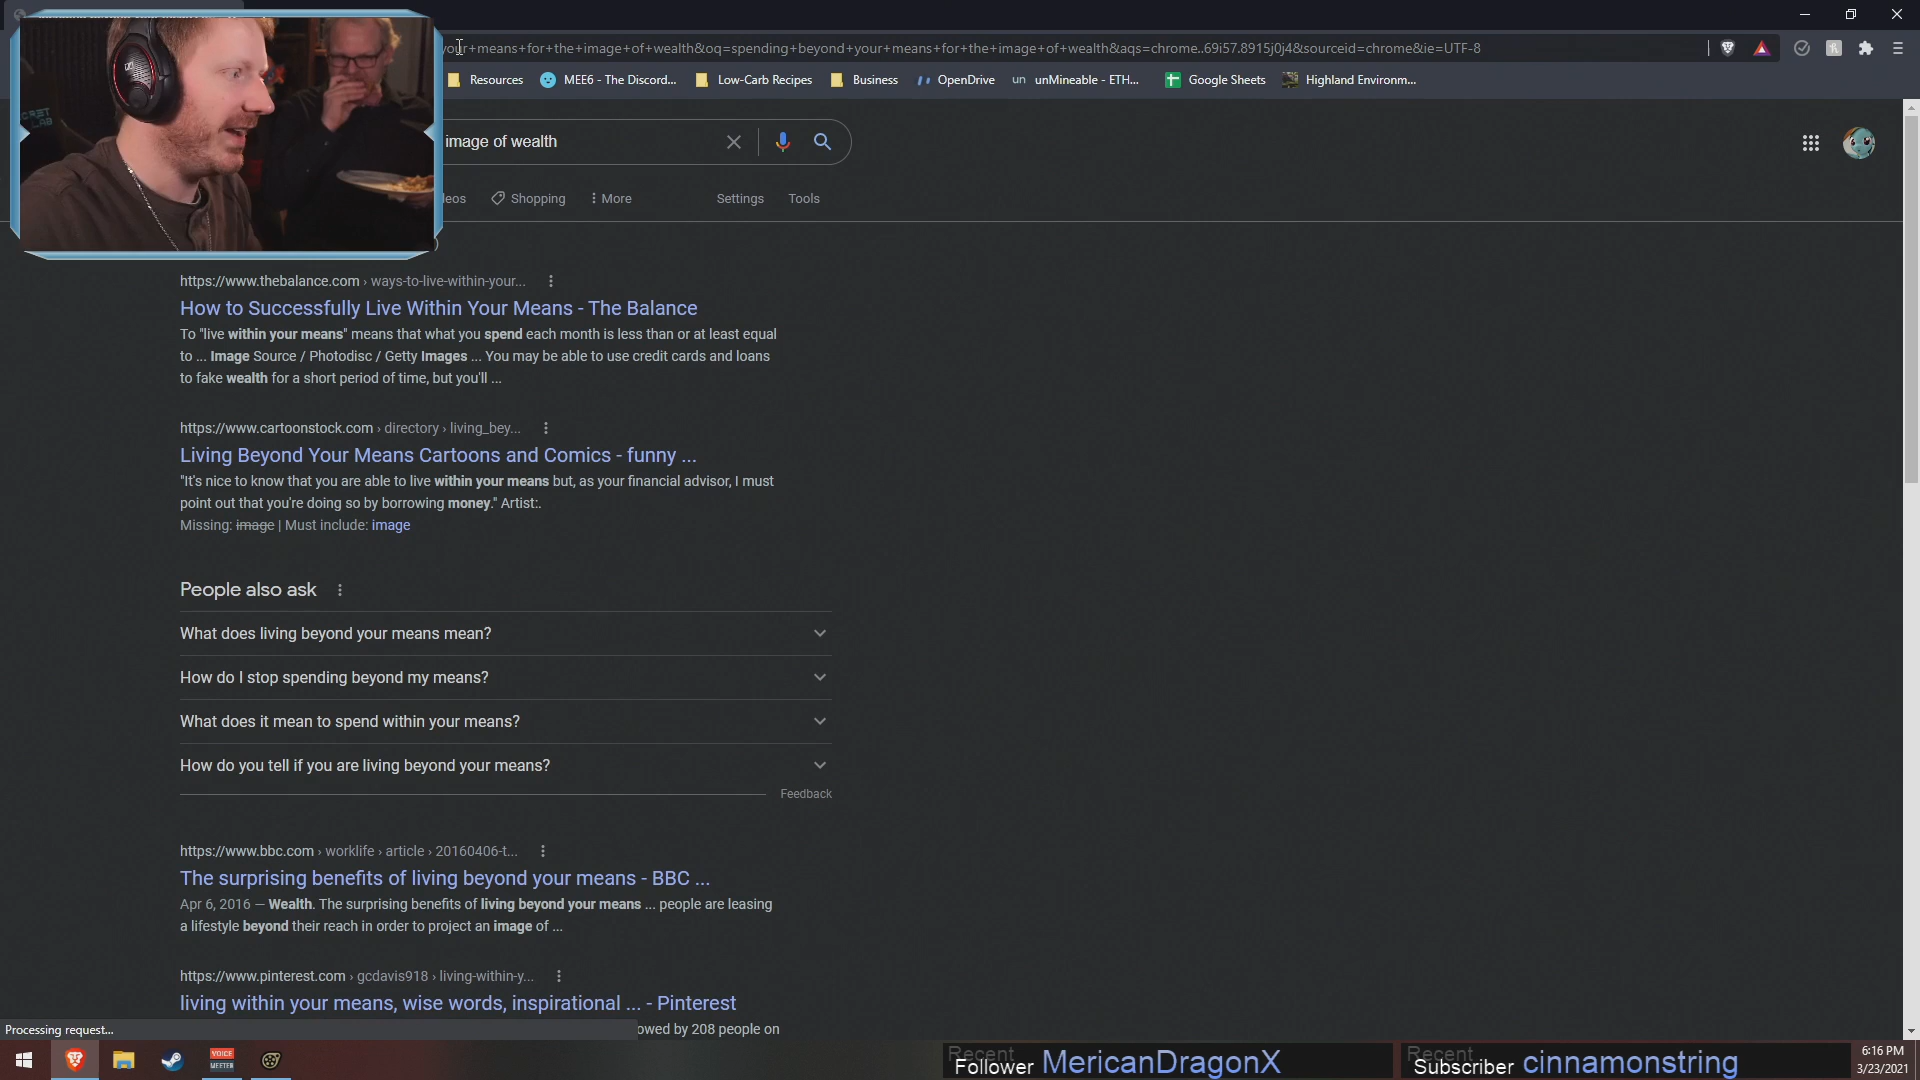 your+means+for+the+image+of+wealth&oq=spending+beyond+your+means+for+the+image+of+wealth&aqs=chrome..69i57.8915j0j4&sourceid=chrome&ie=UTF-8
Resources
MEE6 - The Discord...
Low-Carb Recipes
Business
OpenDrive
un unMineable - ETH...
Google Sheets
Highland Environm...
image of wealth
eos
Shopping
More
Settings
Tools
https://www.thebalance.com › ways-to-live-within-your...
How to Successfully Live Within Your Means - The Balance
To "live within your means" means that what you spend each month is less than or at least equal
to ... Image Source / Photodisc / Getty Images ... You may be able to use credit cards and loans
to fake wealth for a short period of time, but you'll ...
https://www.cartoonstock.com › directory › living_bey...
Living Beyond Your Means Cartoons and Comics - funny ...
"It's nice to know that you are able to live within your means but, as your financial advisor, I must
point out that you're doing so by borrowing money." Artist:.
Missing: image | Must include: image
People also ask
What does living beyond your means mean?
How do I stop spending beyond my means?
What does it mean to spend within your means?
How do you tell if you are living beyond your means?
Feedback
https://www.bbc.com › worklife › article › 20160406-t...
The surprising benefits of living beyond your means - BBC ...
Apr 6, 2016 — Wealth. The surprising benefits of living beyond your means ... people are leasing
a lifestyle beyond their reach in order to project an image of ...
https://www.pinterest.com › gcdavis918 › living-within-y...
living within your means, wise words, inspirational ... - Pinterest
owed by 208 people on
Processing request...
VOICE
MEETER
Recent
Follower MericanDragonX
Recent
Subscriber cinnamonstring
6:16 PM
3/23/2021